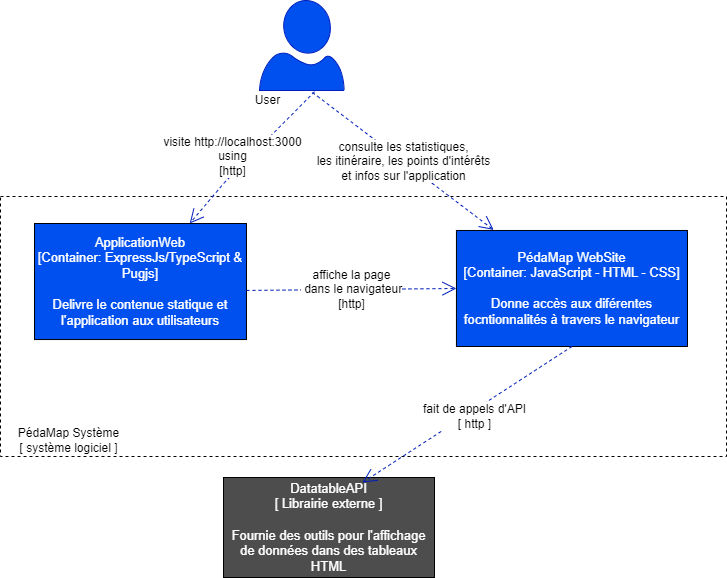 User
visite http://localhost:3000
using
[http]
consulte les statistiques,
les itinéraire, les points d'intérêts
et infos sur l'application
ApplicationWeb
[Container: ExpressJs/TypeScript &
Pugjs]
Delivre le contenue statique et
l'application aux utilisateurs
affiche la page
dans le navigateur
[http]
PédaMap WebSite
[Container: JavaScript - HTML - CSS]
Donne accès aux diférentes
focntionnalités à travers le navigateur
fait de appels d'API
[ http ]
PédaMap Système
[ système logiciel ]
DatatableAPI
[ Librairie externe ]
Fournie des outils pour l'affichage
de données dans des tableaux
HTML